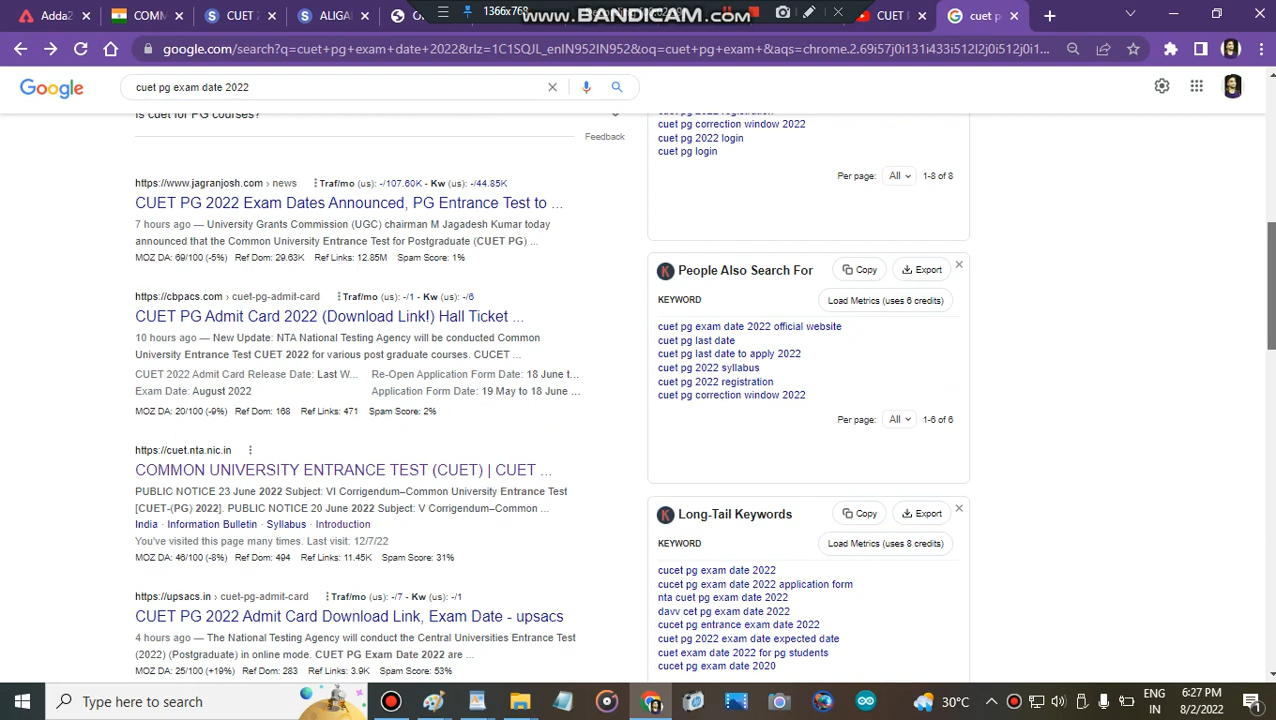 Adda2
COMM
CUET 2
ALIGA
O
1366x768
www.BANDICAM.com
CUET I
cuet p
google.com/search?q=cuet+pg+exam+date+2022&rlz=1C1SQJL_enIN952IN952&oq=cuet+pg+exam+&aqs=chrome.2.69i57j0i131i433i512l2j0i512j0i1...
Google
cuet pg exam date 2022
Is cuet for PG courses?
Feedback
https://www.jagranjosh.com › news
Traf/mo (us): -/107.60K - Kw (us): -/44.85K
CUET PG 2022 Exam Dates Announced, PG Entrance Test to ...
7 hours ago — University Grants Commission (UGC) chairman M Jagadesh Kumar today
announced that the Common University Entrance Test for Postgraduate (CUET PG) ...
MOZ DA: 69/100 (-5%) Ref Dom: 29.63K Ref Links: 12.85M Spam Score: 1%
https://cbpacs.com › cuet-pg-admit-card
Traf/mo (us): -/1 - Kw (us): -/6
CUET PG Admit Card 2022 (Download Link!) Hall Ticket ...
10 hours ago — New Update: NTA National Testing Agency will be conducted Common
University Entrance Test CUET 2022 for various post graduate courses. CUCET ...
CUET 2022 Admit Card Release Date: Last W...
Re-Open Application Form Date: 18 June t...
Exam Date: August 2022
Application Form Date: 19 May to 18 June ...
MOZ DA: 20/100 (-9%) Ref Dom: 168 Ref Links: 471 Spam Score: 2%
https://cuet.nta.nic.in
COMMON UNIVERSITY ENTRANCE TEST (CUET) | CUET ...
PUBLIC NOTICE 23 June 2022 Subject: VI Corrigendum–Common University Entrance Test
[CUET-(PG) 2022]. PUBLIC NOTICE 20 June 2022 Subject: V Corrigendum–Common ...
India · Information Bulletin · Syllabus · Introduction
You've visited this page many times. Last visit: 12/7/22
MOZ DA: 46/100 (-8%) Ref Dom: 494 Ref Links: 11.45K Spam Score: 31%
https://upsacs.in › cuet-pg-admit-card
Traf/mo (us): -/7 - Kw (us): -/1
CUET PG 2022 Admit Card Download Link, Exam Date - upsacs
4 hours ago — The National Testing Agency will conduct the Central Universities Entrance Test
(2022) (Postgraduate) in online mode. CUET PG Exam Date 2022 are ...
MOZ DA: 25/100 (+19%) Ref Dom: 283 Ref Links: 3.9K Spam Score: 53%
cuet pg 2022 registration
cuet pg correction window 2022
cuet pg 2022 login
cuet pg login
Per page: All 1-8 of 8
People Also Search For
Copy
Export
KEYWORD
Load Metrics (uses 6 credits)
cuet pg exam date 2022 official website
cuet pg last date
cuet pg last date to apply 2022
cuet pg 2022 syllabus
cuet pg 2022 registration
cuet pg correction window 2022
Per page: All 1-6 of 6
Long-Tail Keywords
Copy
Export
KEYWORD
Load Metrics (uses 8 credits)
cucet pg exam date 2022
cucet pg exam date 2022 application form
nta cuet pg exam date 2022
davv cet pg exam date 2022
cucet pg entrance exam date 2022
cuet pg 2022 exam date expected date
cuet exam date 2022 for pg students
cucet pg exam date 2020
Type here to search
30°C
ENG
IN
6:27 PM
8/2/2022
1